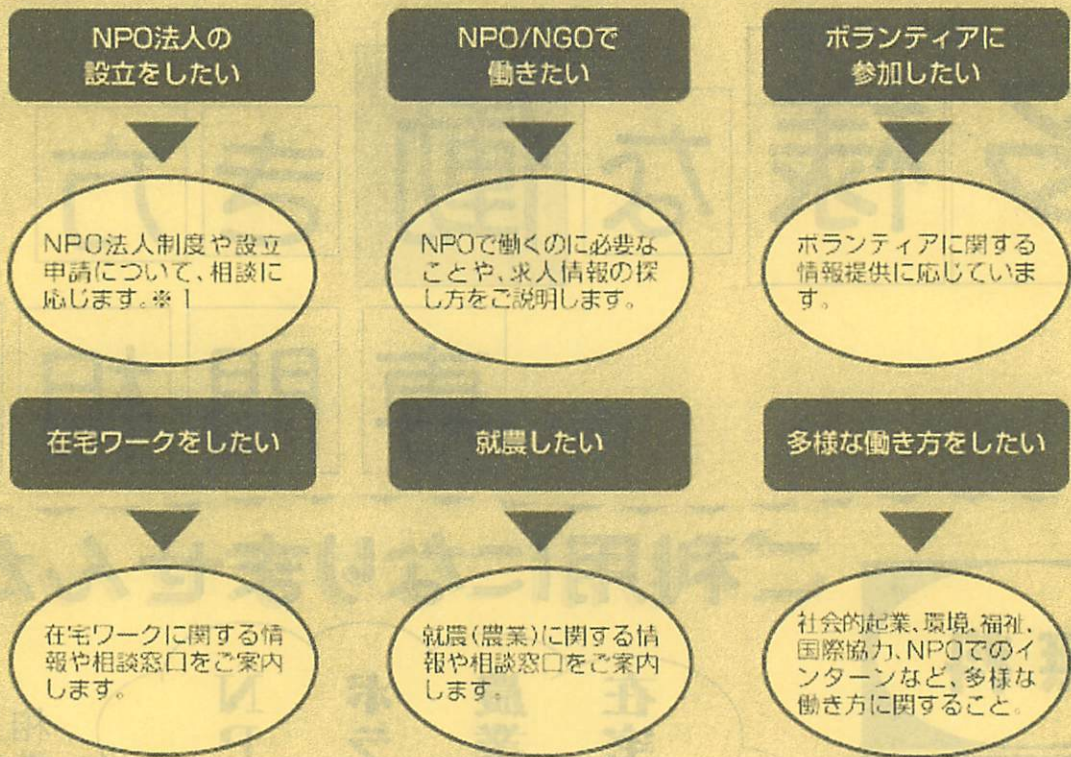 NPO法人の
設立をしたい
NPO法人制度や設立
申請について、相談に
応じます。※1
NPO/NGOで
働きたい
NPOで働くのに必要な
ことや、求人情報の探
し方をご説明します。
ボランティアに
参加したい
ボランティアに関する
情報提供に応じていま
す。
在宅ワークをしたい
在宅ワークに関する情
報や相談窓口をご案内
します。
就農したい
就農(農業)に関する情
報や相談窓口をご案内
します。
多様な働き方をしたい
社会的起業、環境、福祉、
国際協力、NPOでのイ
ンターンなど、多様な
働き方に関すること。